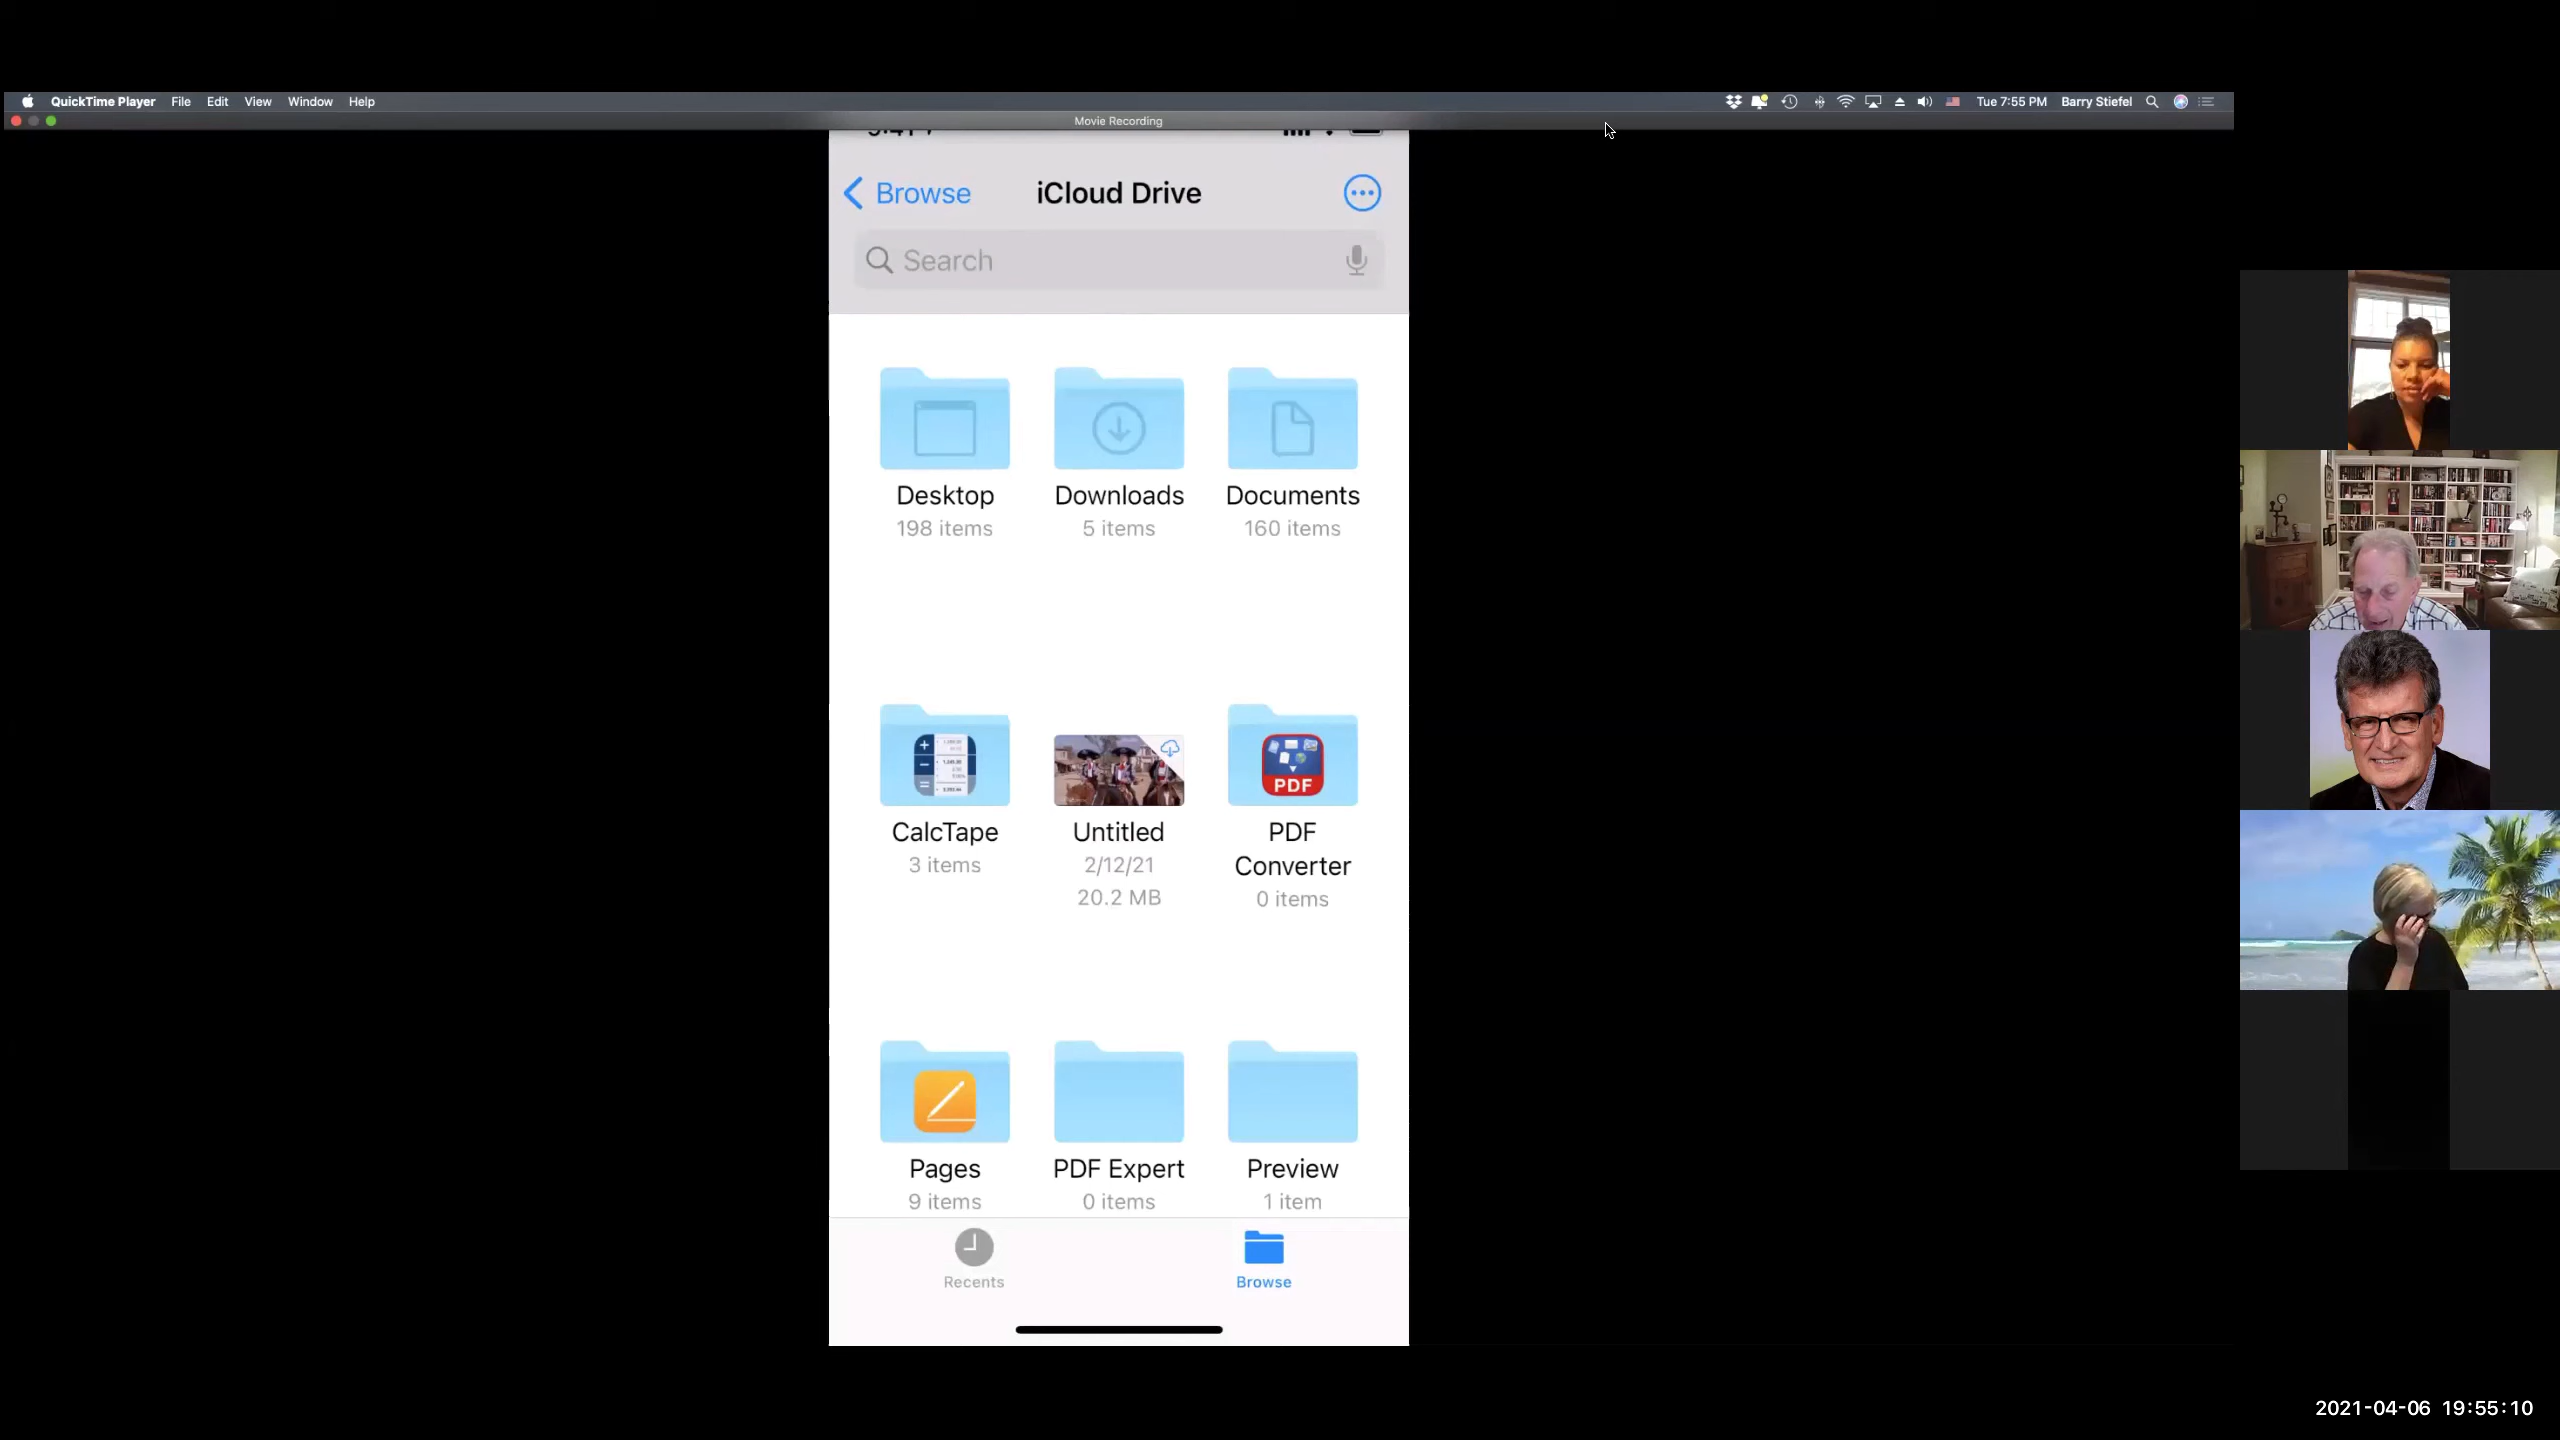 QuickTime Player File Edit View Window Help
Tue 7:55 PM Barry Stiefel
Movie Recording
Browse
iCloud Drive
Search
Desktop Downloads Documents
198 items 5 items 160 items
CalcTape Untitled PDF Converter
3 items 2/12/21 0 items
20.2 MB
PDF
Pages PDF Expert Preview
9 items 0 items 1 item
Recents Browse
2021-04-06 19:55:10